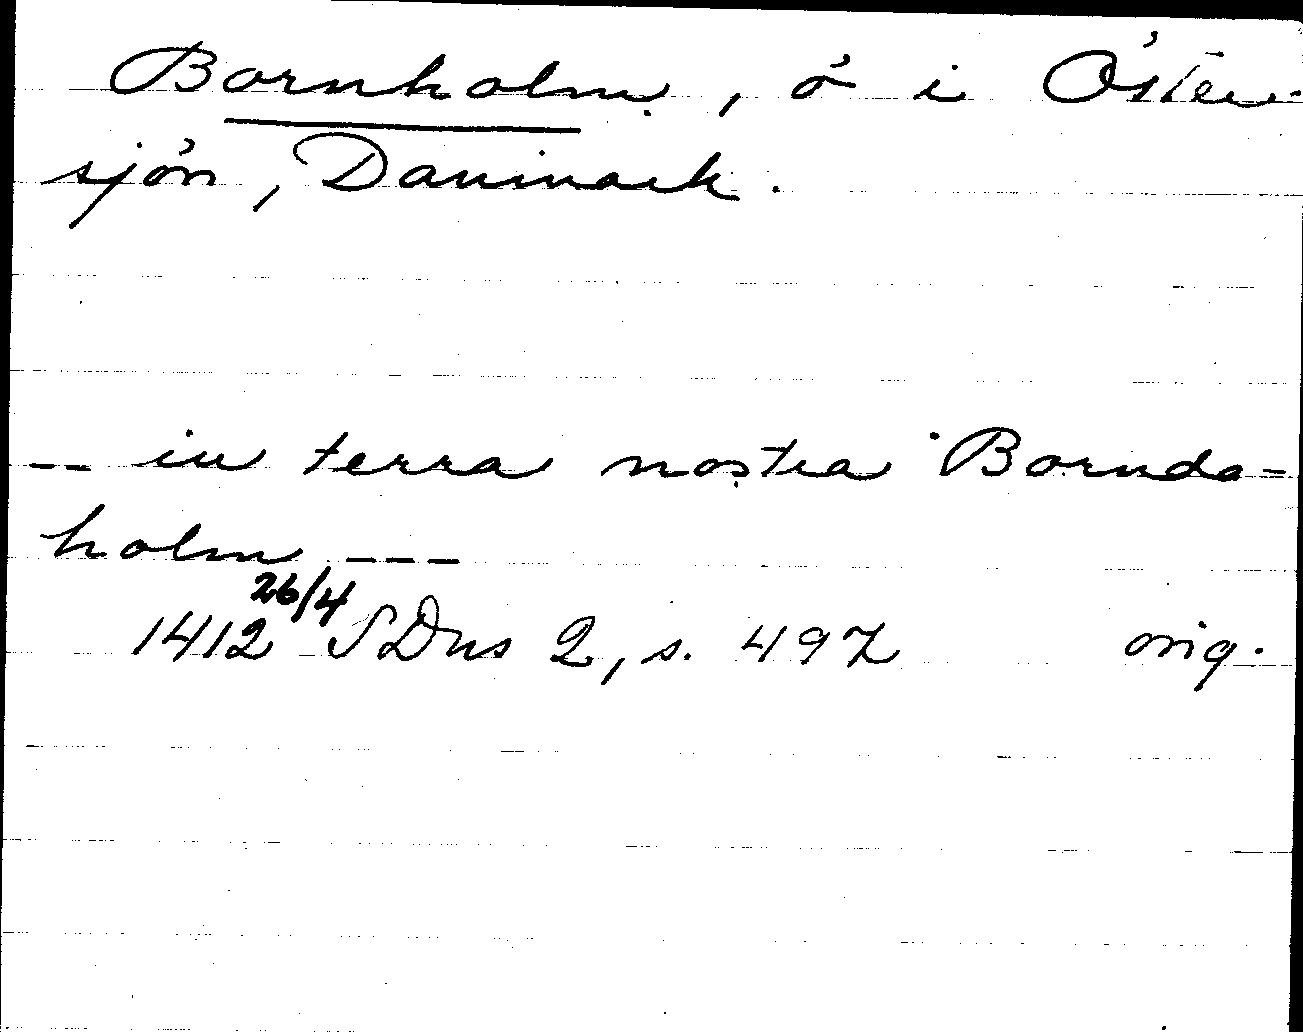 Bornholm, ö i Öster-
sjön, Danmark.
-- in terra nostra Bornda-
holm ---
1412 26/4 SDns 2, s. 497 orig.